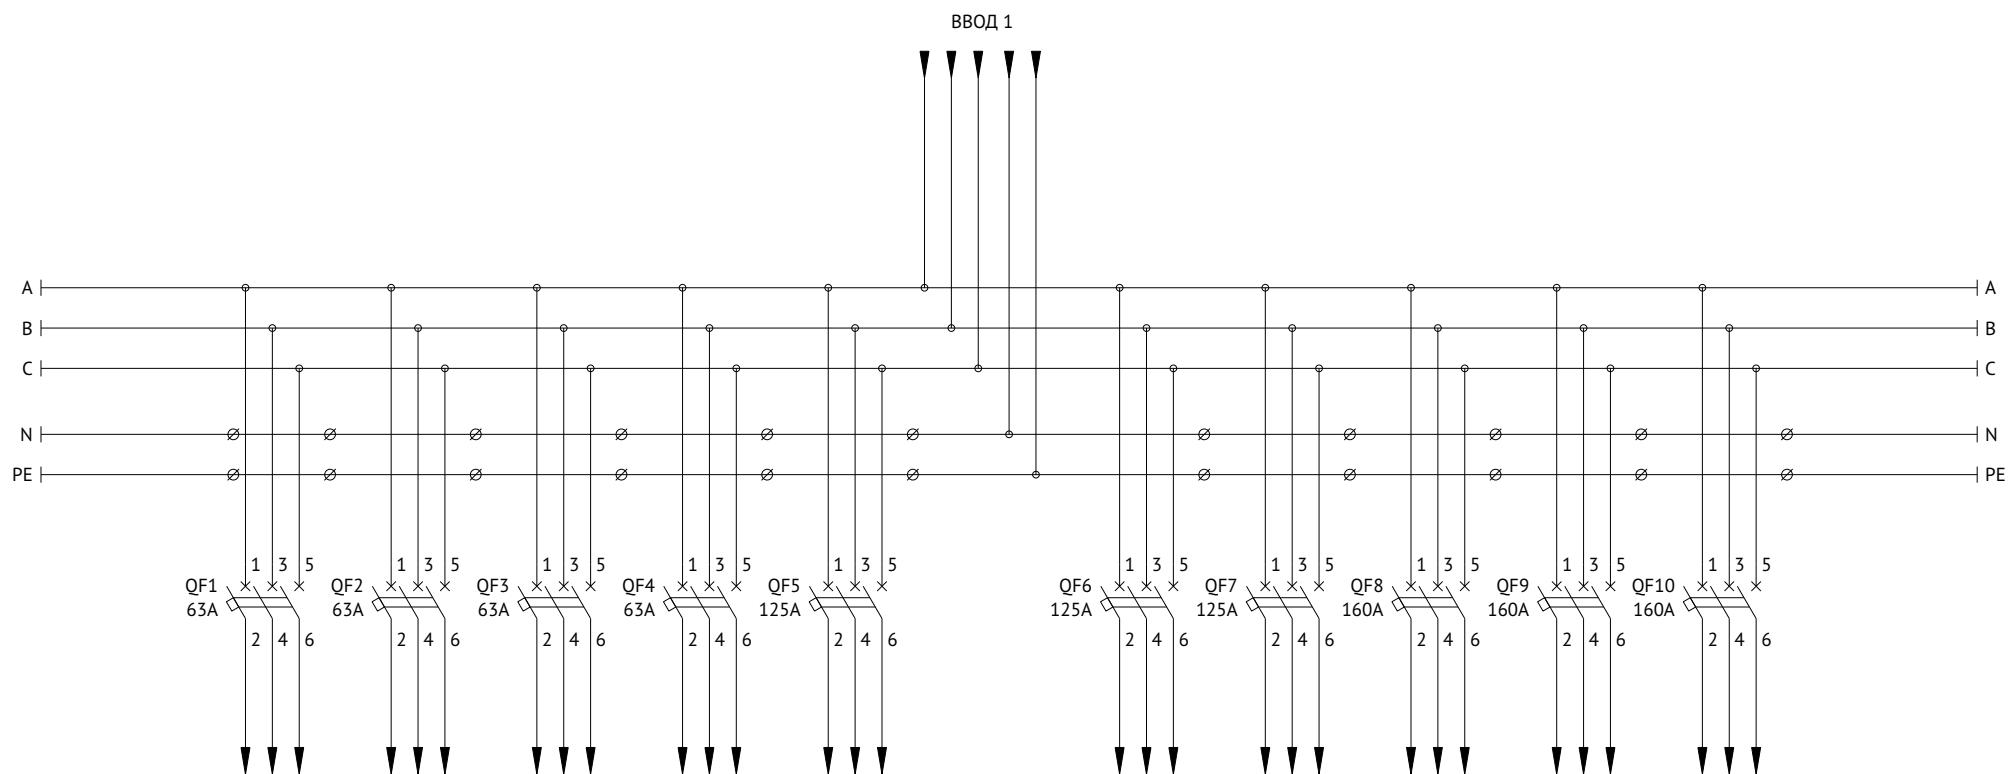 ВВОД 1
A A
B B
C C
N N
PE PE
1 3 5 1 3 5 1 3 5 1 3 5 1 3 5 1 3 5 1 3 5 1 3 5 1 3 5 1 3 5
QF1 QF2 QF3 QF4 QF5 QF6 QF7 QF8 QF9 QF10
63A 63A 63A 63A 125A 125A 125A 160A 160A 160A
2 4 6 2 4 6 2 4 6 2 4 6 2 4 6 2 4 6 2 4 6 2 4 6 2 4 6 2 4 6